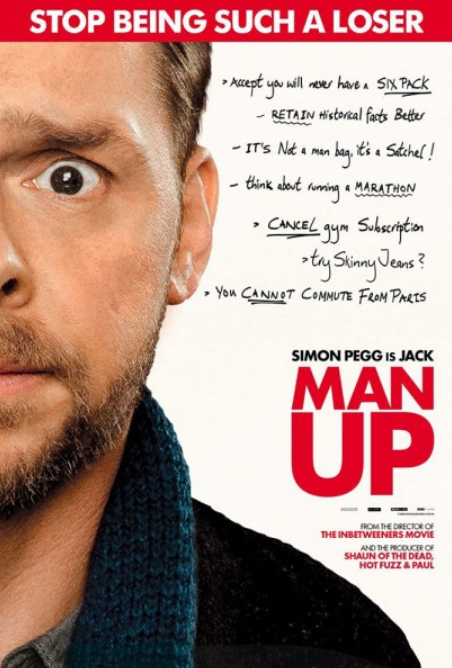 STOP BEING SUCH A LOSER
> Accept you will never have a SIX PACK
- RETAIN Historical facts Better
- IT'S Not a man bag, it's a Satchel!
- think about running a MARATHON
> CANCEL gym Subscription
> try Skinny Jeans?
> You CANNOT COMMUTE FROM PARIS
SIMON PEGG IS JACK
MAN
UP
FROM THE DIRECTOR OF
THE INBETWEENERS MOVIE
AND THE PRODUCER OF
SHAUN OF THE DEAD,
HOT FUZZ & PAUL